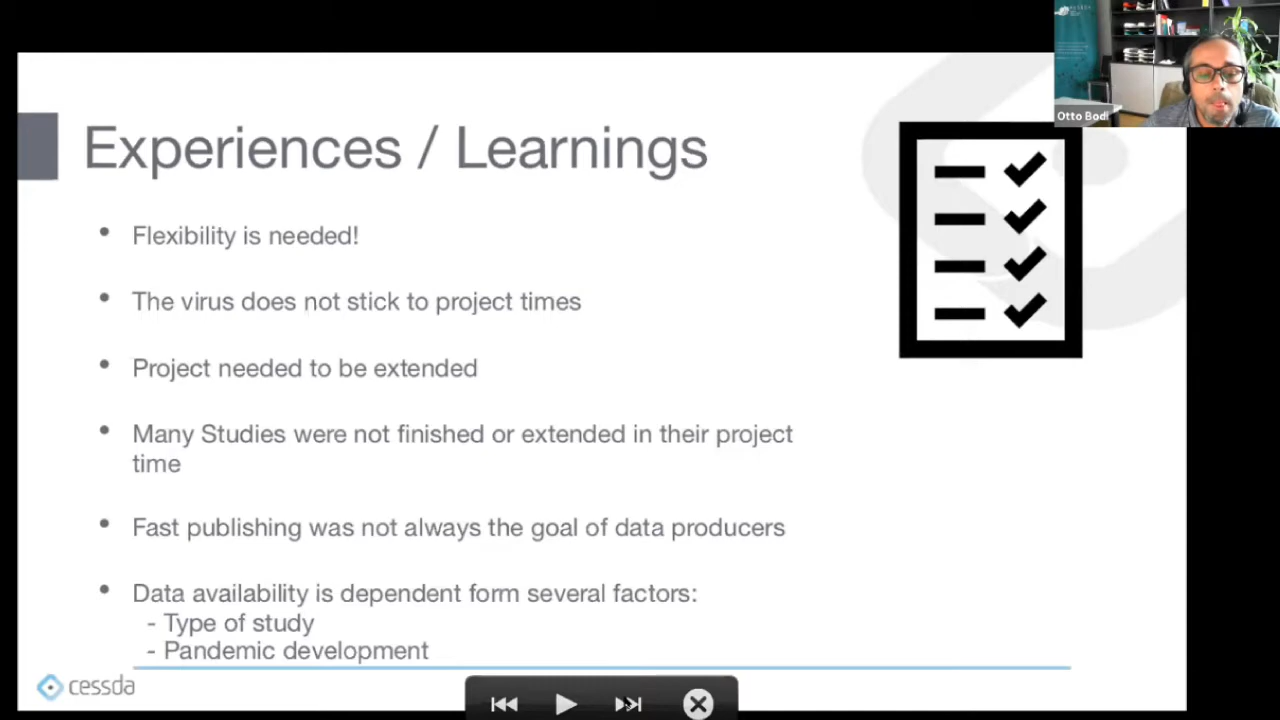 Otto Bodi
Experiences / Learnings
• Flexibility is needed!
• The virus does not stick to project times
• Project needed to be extended
• Many Studies were not finished or extended in their project
time
• Fast publishing was not always the goal of data producers
• Data availability is dependent form several factors:
- Type of study
- Pandemic development
cessda